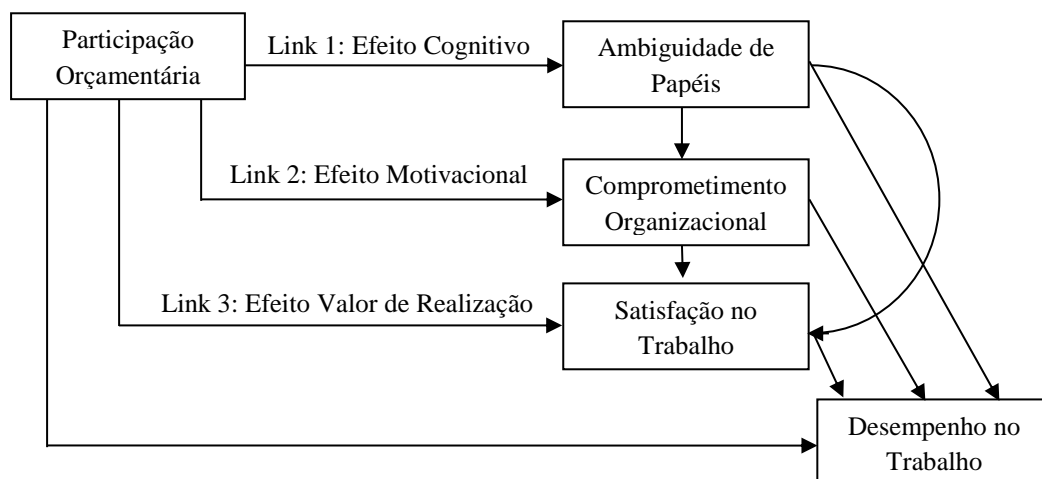 Participação
Orçamentária
Link 1: Efeito Cognitivo
Ambiguidade de
Papéis
Link 2: Efeito Motivacional
Comprometimento
Organizacional
Link 3: Efeito Valor de Realização
Satisfação no
Trabalho
Desempenho no
Trabalho